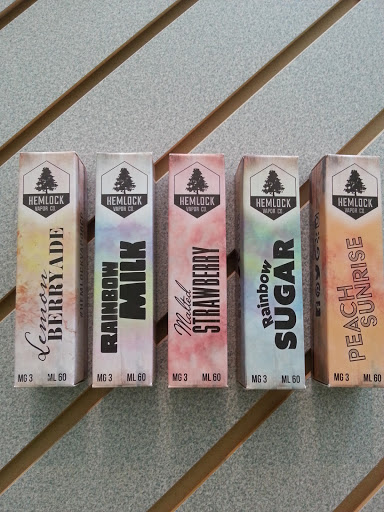 HEMLOCK
VAPOR CO.
Lemon
BERRYADE
MG 3 ML 60
HEMLOCK
VAPOR CO.
RAINBOW
MILK
MG 3 ML 60
HEMLOCK
VAPOR CO.
Malted
STRAWBERRY
MG 3 ML 60
HEMLOCK
VAPOR CO.
Rainbow
SUGAR
MG 3 ML 60
HEMLOCK
VAPOR CO.
PEACH
SUNRISE
MG 3 ML 60